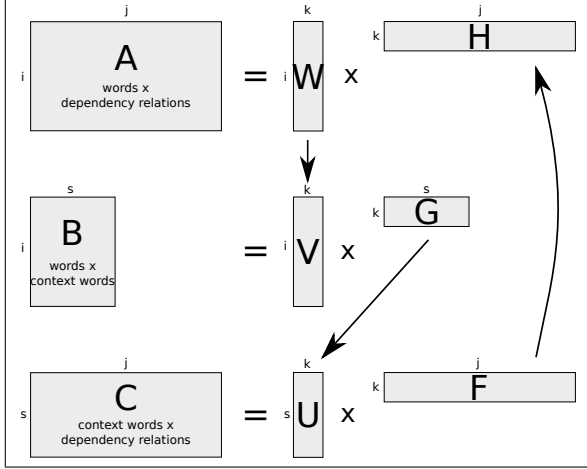 j k j
A = i W x k H
i words x
dependency relations
s k s
B = i V x k G
i words x
context words
j k j
C = s U x k F
s context words x
dependency relations